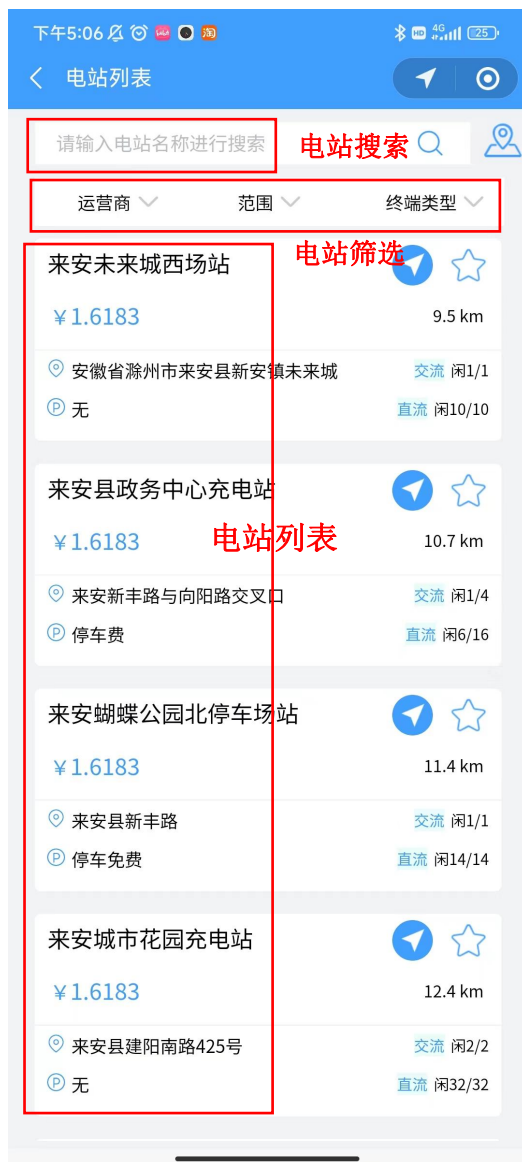 下午5:06 淘 HD 4G 25
电站列表
请输入电站名称进行搜索 电站搜索
运营商 范围 终端类型
电站筛选
来安未来城西场站
￥1.6183 9.5 km
安徽省滁州市来安县新安镇未来城 交流 闲1/1
P 无 直流 闲10/10
来安县政务中心充电站
￥1.6183 电站列表 10.7 km
来安新丰路与向阳路交叉口 交流 闲1/4
P 停车费 直流 闲6/16
来安蝴蝶公园北停车场站
￥1.6183 11.4 km
来安县新丰路 交流 闲1/1
P 停车免费 直流 闲14/14
来安城市花园充电站
￥1.6183 12.4 km
来安县建阳南路425号 交流 闲2/2
P 无 直流 闲32/32